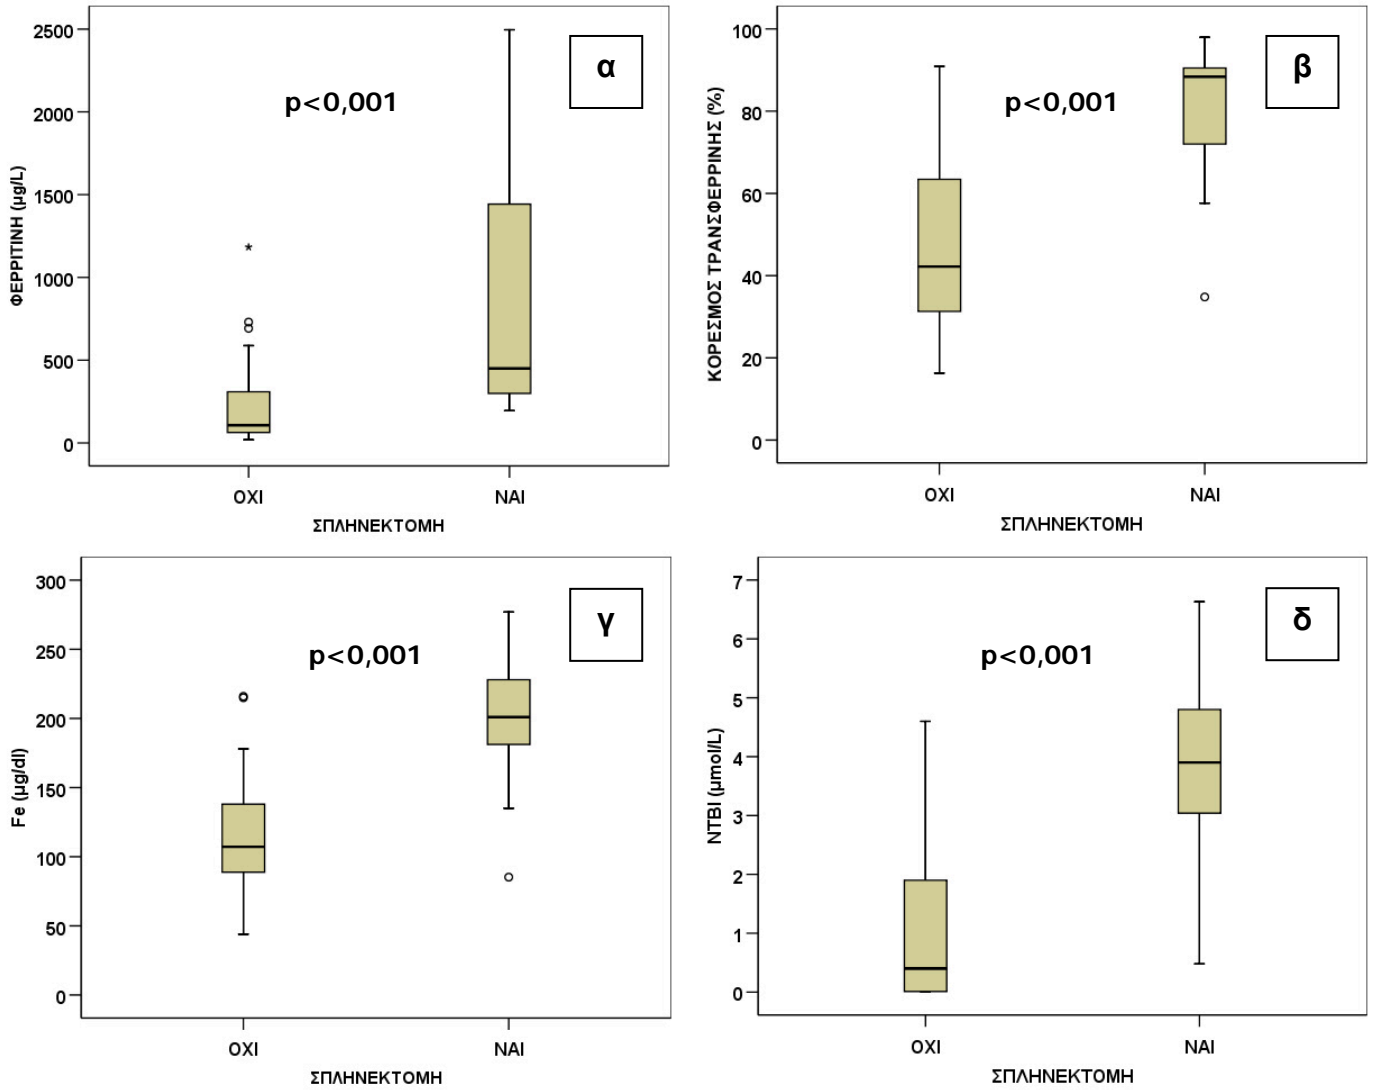 α
p<0,001
ΦΕΡΡΙΤΙΝΗ (μg/L)
2500
2000
1500
1000
500
0
*
ΟΧΙ
ΝΑΙ
ΣΠΛΗΝΕΚΤΟΜΗ
β
p<0,001
ΚΟΡΕΣΜΟΣ ΤΡΑΝΣΦΕΡΡΙΝΗΣ (%)
100
80
60
40
20
0
ΟΧΙ
ΝΑΙ
ΣΠΛΗΝΕΚΤΟΜΗ
γ
p<0,001
Fe (μg/dl)
300
250
200
150
100
50
0
ΟΧΙ
ΝΑΙ
ΣΠΛΗΝΕΚΤΟΜΗ
δ
p<0,001
NTBI (μmol/L)
7
6
5
4
3
2
1
0
ΟΧΙ
ΝΑΙ
ΣΠΛΗΝΕΚΤΟΜΗ